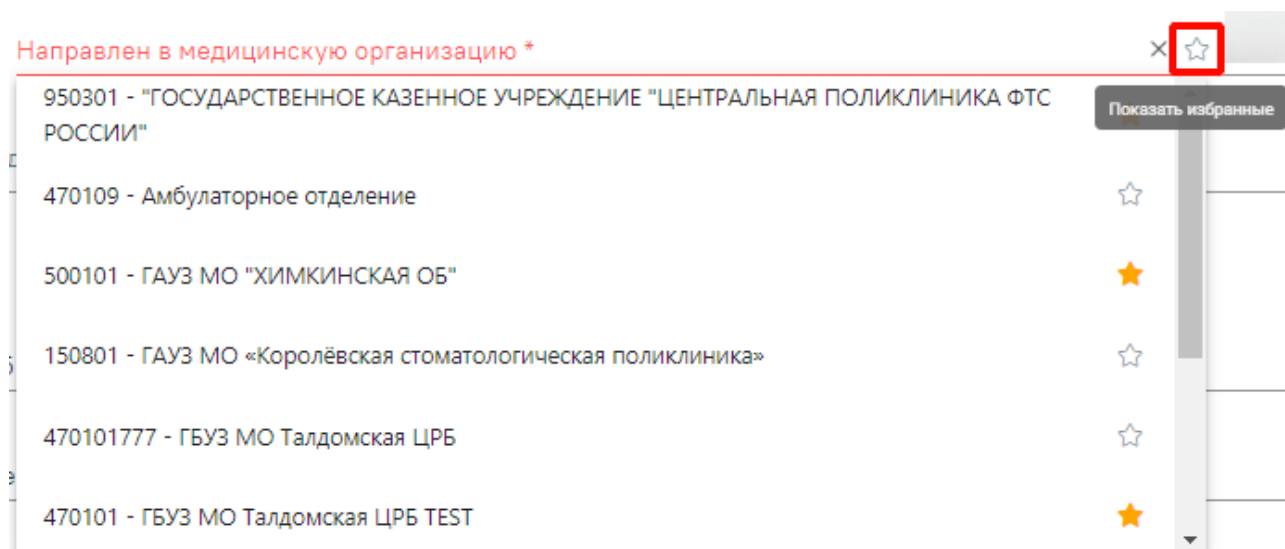 Направлен в медицинскую организацию *
950301 - "ГОСУДАРСТВЕННОЕ КАЗЕННОЕ УЧРЕЖДЕНИЕ "ЦЕНТРАЛЬНАЯ ПОЛИКЛИНИКА ФТС
РОССИИ"
Показать избранные
470109 - Амбулаторное отделение
500101 - ГАУЗ МО "ХИМКИНСКАЯ ОБ"
150801 - ГАУЗ МО «Королёвская стоматологическая поликлиника»
470101777 - ГБУЗ МО Талдомская ЦРБ
470101 - ГБУЗ МО Талдомская ЦРБ TEST